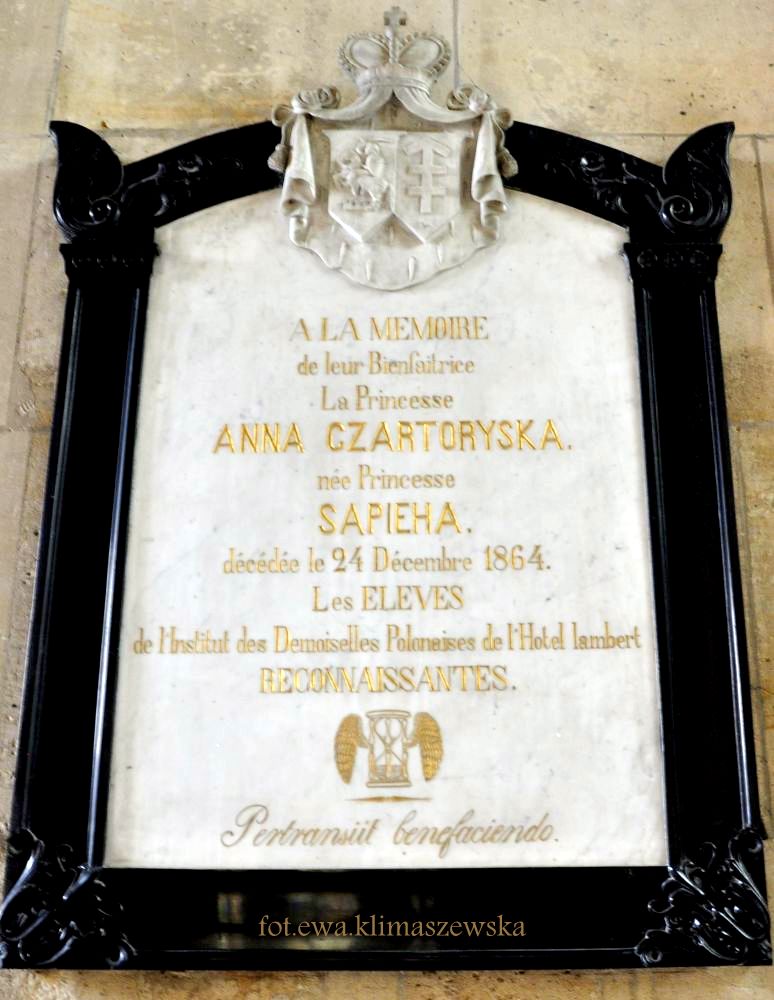 A LA MEMOIRE
de leur Bienfaitrice
La Princesse
ANNA CZARTORYSKA.
née Princesse
SAPIEHA.
décédée le 24 Décembre 1864.
Les ELEVES
de l'Institut des Demoiselles Polonaises de l'Hotel lambert
RECONNAISSANTES.
Pertransiit benefaciendo.
fot.ewa.klimaszewska